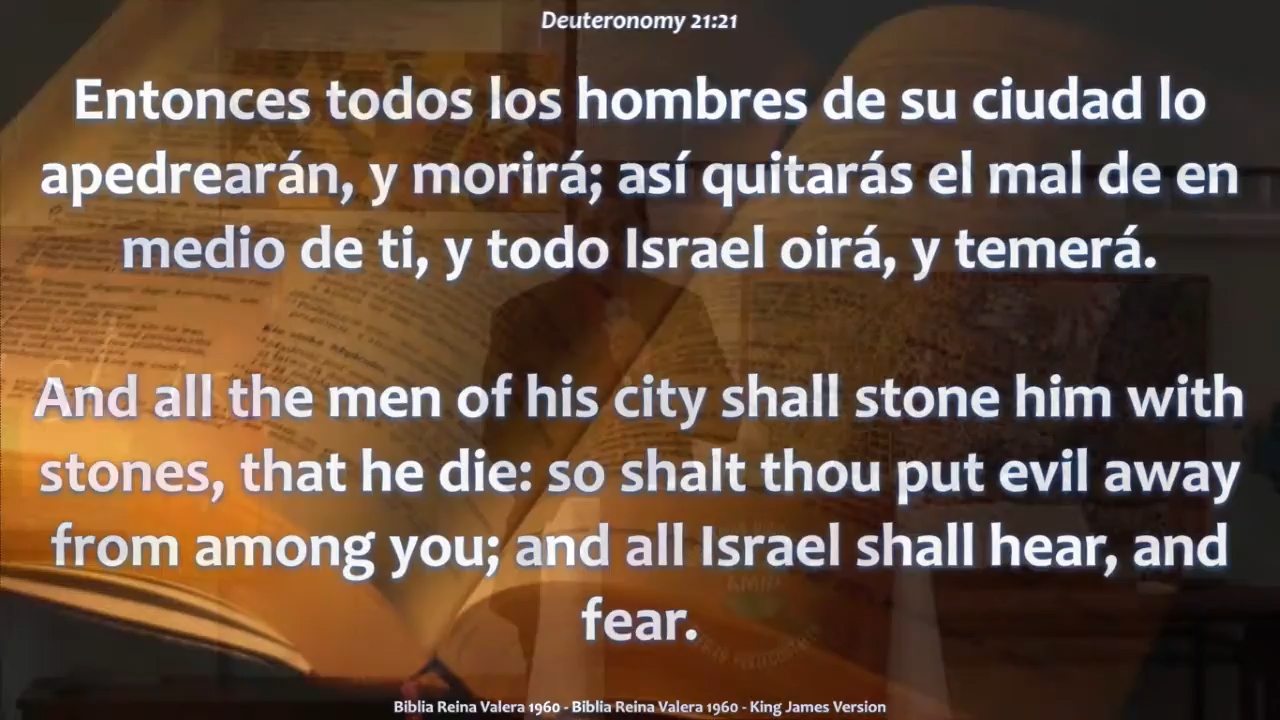 Deuteronomy 21:21
Entonces todos los hombres de su ciudad lo
apedrearán, y morirá; así quitarás el mal de en
medio de ti, y todo Israel oirá, y temerá.
And all the men of his city shall stone him with
stones, that he die: so shalt thou put evil away
from among you; and all Israel shall hear, and
fear.
Biblia Reina Valera 1960 - Biblia Reina Valera 1960 - King James Version